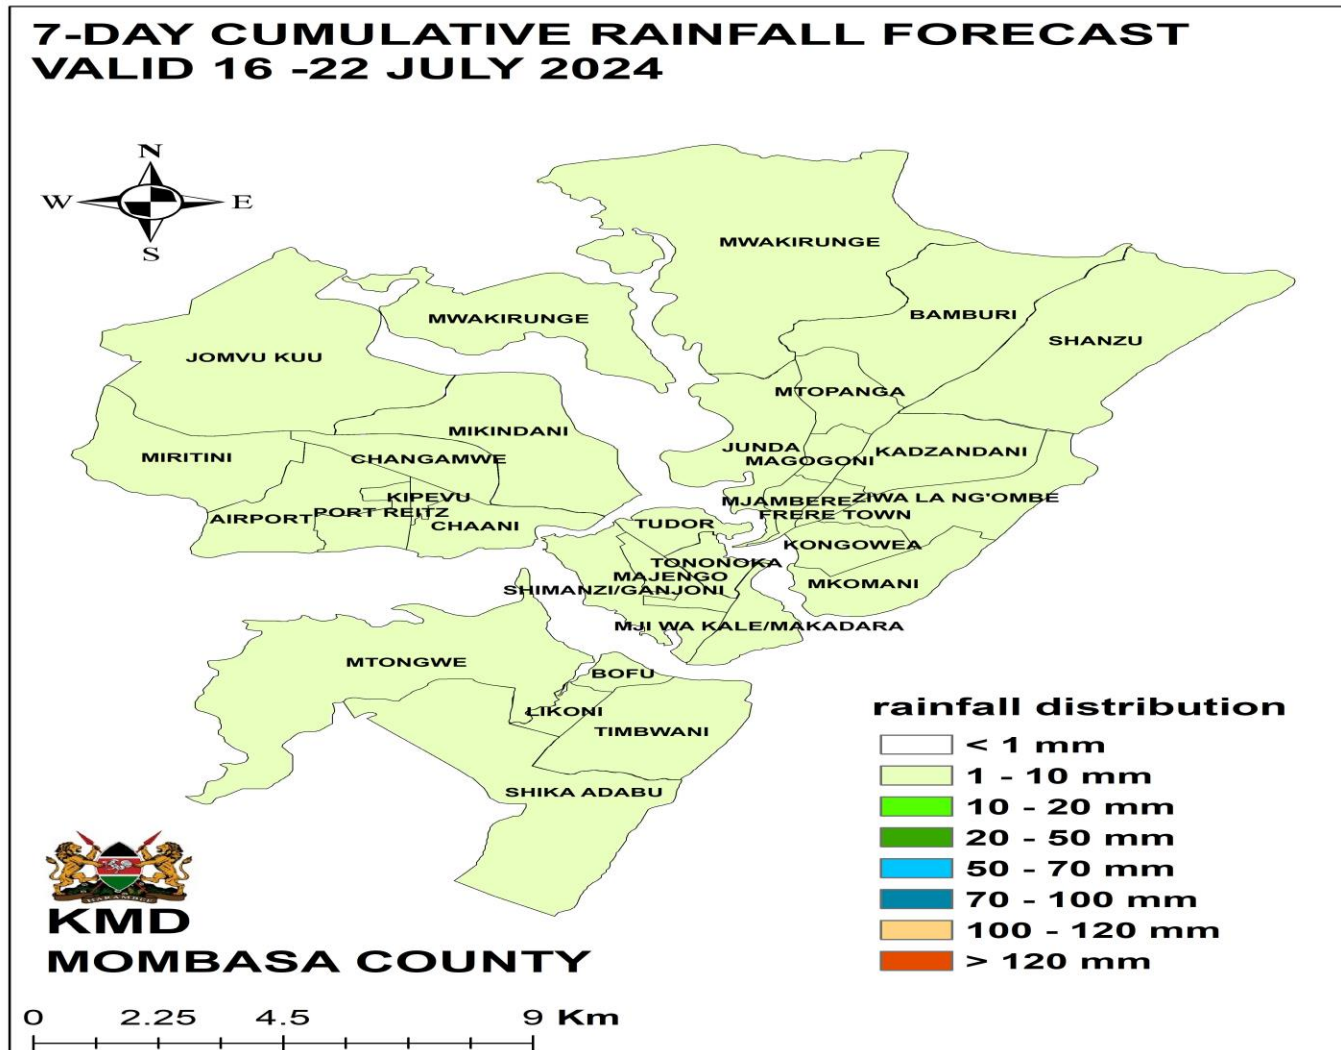 7-DAY CUMULATIVE RAINFALL FORECAST
VALID 16 -22 JULY 2024
N
W
E
S
MWAKIRUNGE
BAMBURI
MWAKIRUNGE
SHANZU
JOMVU KUU
MTOPANGA
MIKINDANI
JUNDA
KADZANDANI
MIRITINI
CHANGAMWE
MAGOGONI
KIPEVU
MJAMBERE
ZIWA LA NG'OMBE
AIRPORT
PORT REITZ
FRERE TOWN
CHAANI
TUDOR
KONGOWEA
TONONOKA
MAJENGO
MKOMANI
SHIMANZI/GANJONI
MJI WA KALE/MAKADARA
MTONGWE
BOFU
LIKONI
TIMBWANI
SHIKA ADABU
rainfall distribution
< 1 mm
1 - 10 mm
10 - 20 mm
20 - 50 mm
50 - 70 mm
70 - 100 mm
100 - 120 mm
> 120 mm
HARAMBEE
KMD
MOMBASA COUNTY
0 2.25 4.5 9 Km